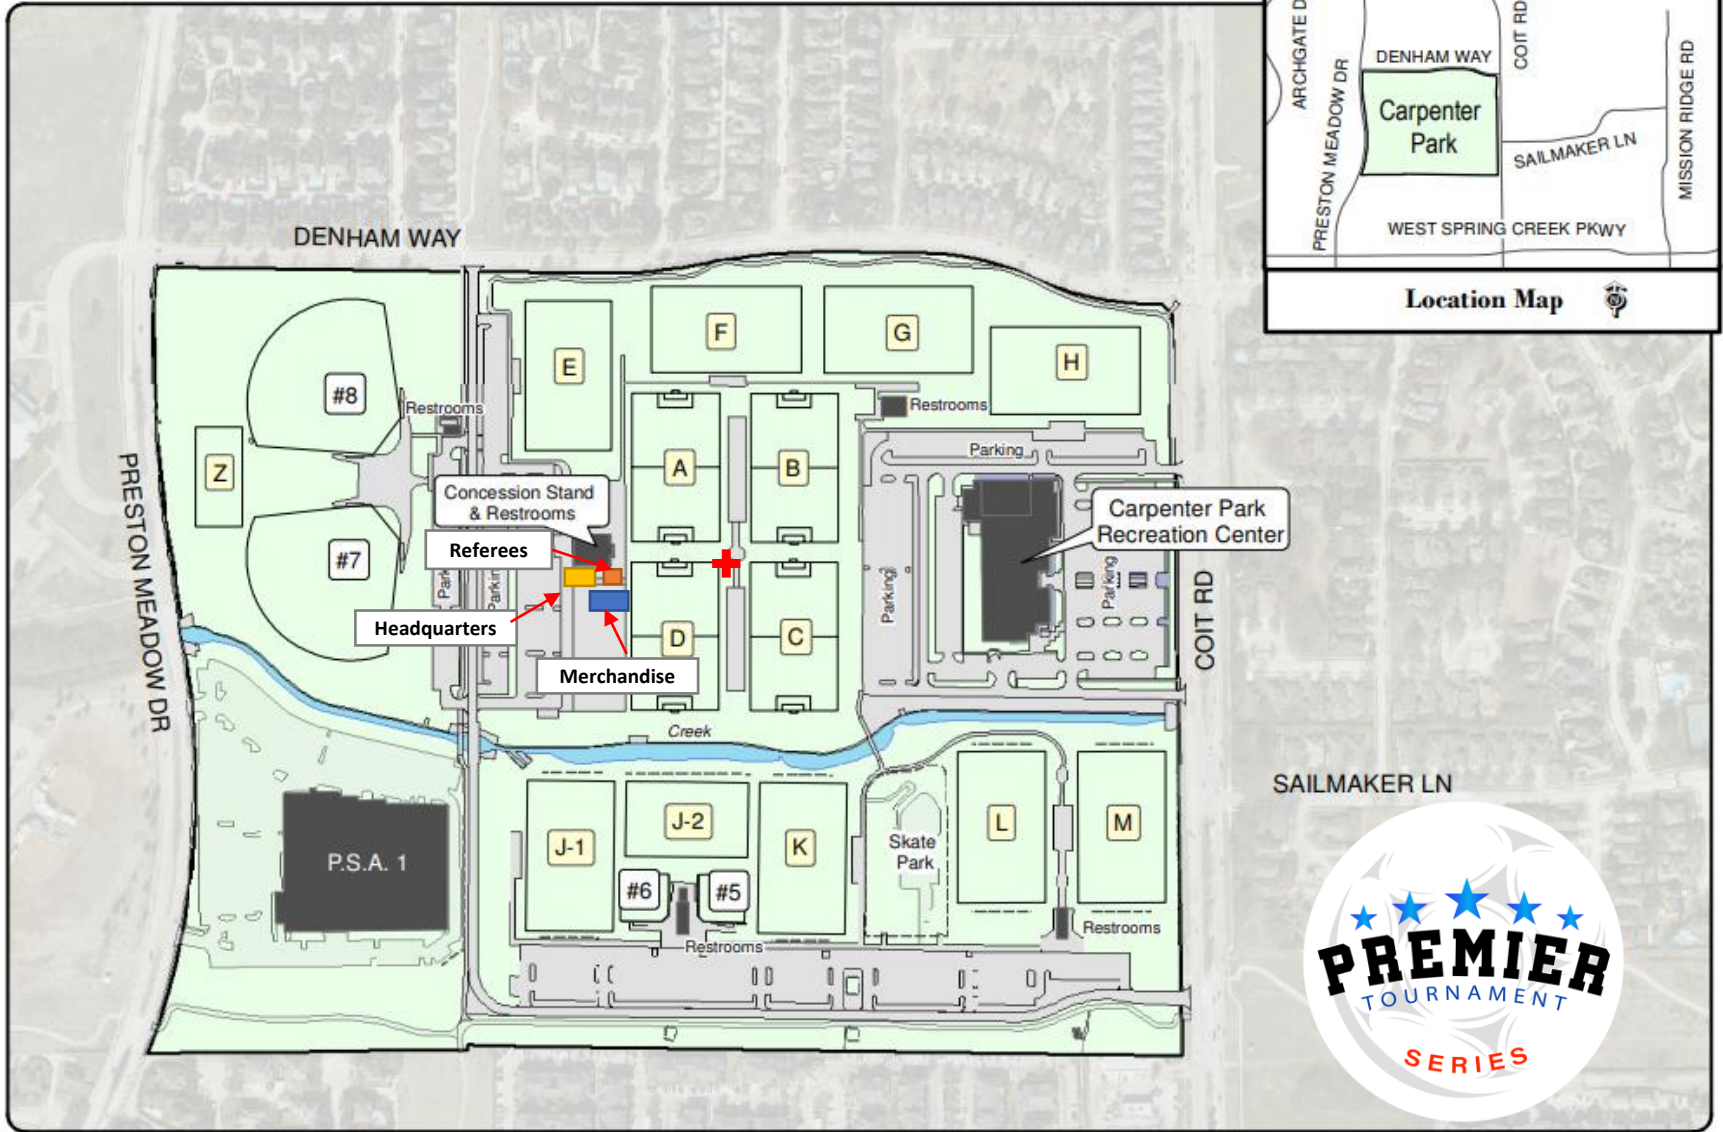 ARCHGATE D
PRESTON MEADOW DR
DENHAM WAY
COIT RD
MISSION RIDGE RD
Carpenter
Park
SAILMAKER LN
WEST SPRING CREEK PKWY
Location Map
DENHAM WAY
F
G
E
H
#8
Restrooms
Restrooms
Parking
Z
A
B
Concession Stand
& Restrooms
Carpenter Park
Recreation Center
Referees
#7
Park
Parkin
Parking
Parking
PRESTON MEADOW DR
COIT RD
Headquarters
D
C
Merchandise
Creek
SAILMAKER LN
J-2
L
M
J-1
K
Skate
Park
P.S.A. 1
#6
#5
Restrooms
Restrooms
PREMIER
TOURNAMENT
SERIES